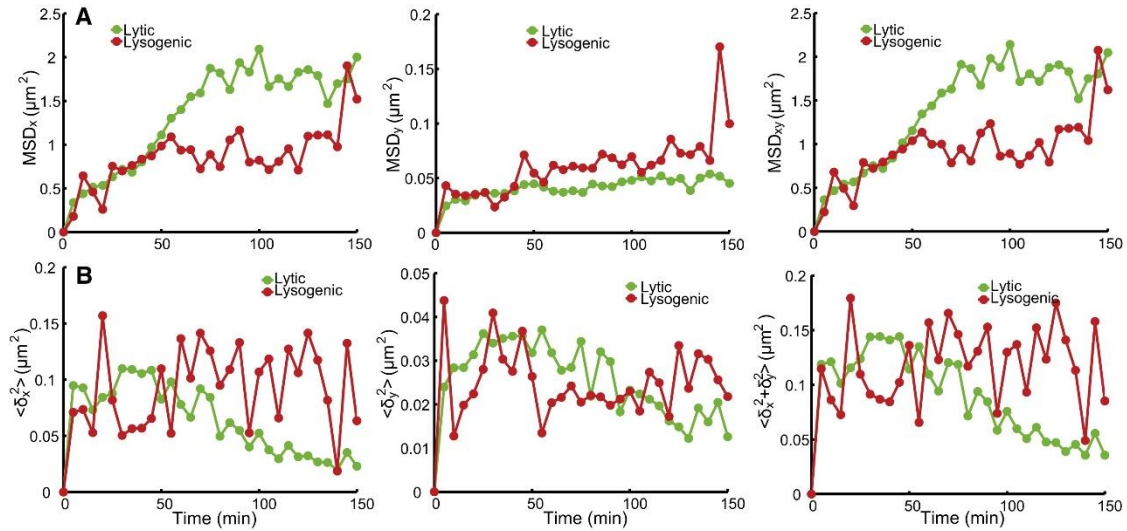 A
2.5
2
1.5
1
0.5
0
MSDx (μm²)
Lytic
Lysogenic
0 50 100 150
0.2
0.15
0.1
0.05
0
MSDy (μm²)
Lytic
Lysogenic
0 50 100 150
2.5
2
1.5
1
0.5
0
MSDxy (μm²)
Lytic
Lysogenic
0 50 100 150
B
0.2
0.15
0.1
0.05
0
<δx²> (μm²)
Lytic
Lysogenic
0 50 100 150
Time (min)
0.05
0.04
0.03
0.02
0.01
0
<δy²> (μm²)
Lytic
Lysogenic
0 50 100 150
Time (min)
0.2
0.15
0.1
0.05
0
<δx²+δy²> (μm²)
Lytic
Lysogenic
0 50 100 150
Time (min)